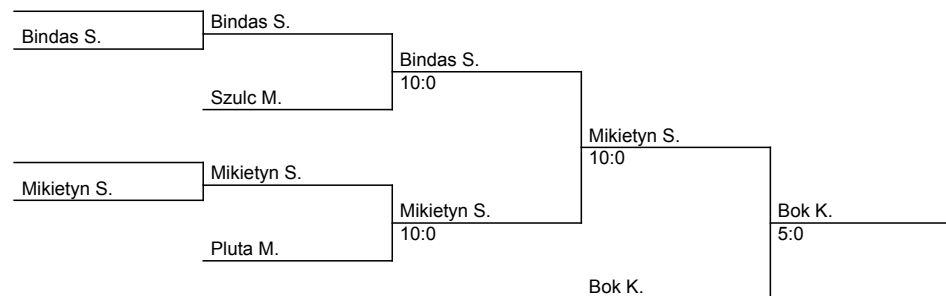 Bindas S.
Bindas S.
Bindas S.
10:0
Szulc M.
Mikietyn S.
10:0
Mikietyn S.
Mikietyn S.
Mikietyn S.
10:0
Bok K.
5:0
Pluta M.
Bok K.